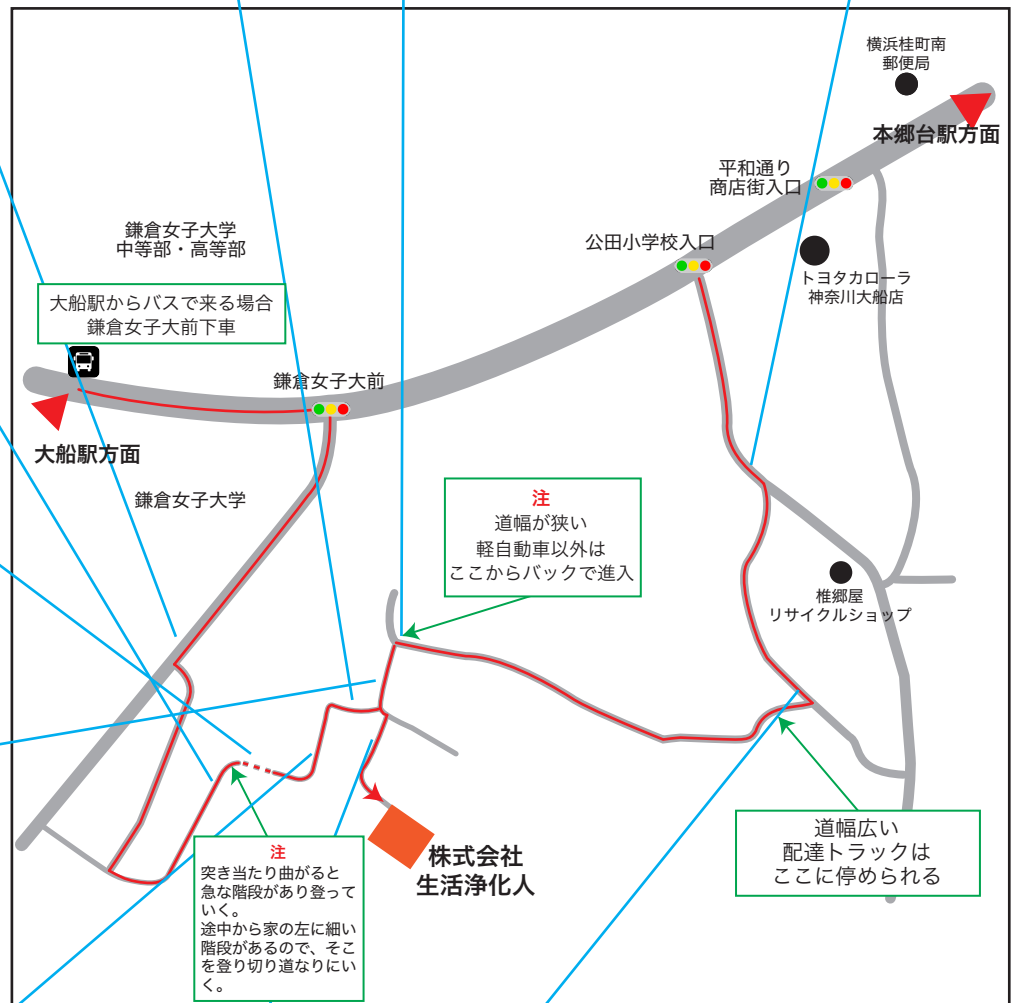 横浜桂町南
郵便局
本郷台駅方面
平和通り
商店街入口
鎌倉女子大学
中等部・高等部
公田小学校入口
トヨタカローラ
神奈川大船店
大船駅からバスで来る場合
鎌倉女子大前下車
鎌倉女子大前
大船駅方面
鎌倉女子大学
注
道幅が狭い
軽自動車以外は
ここからバックで進入
椎郷屋
リサイクルショップ
道幅広い
配達トラックは
ここに停められる
株式会社
生活浄化人
注
突き当たり曲がると
急な階段があり登って
いく。
途中から家の左に細い
階段があるので、そこ
を登り切り道なりにい
く。